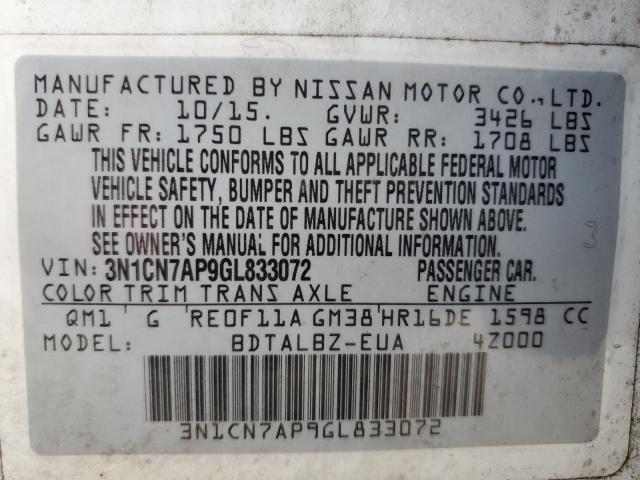 MANUFACTURED BY NISSAN MOTOR CO.,LTD.
DATE: 10/15. GVWR: 3426 LBS
GAWR FR: 1750 LBS GAWR RR: 1708 LBS
THIS VEHICLE CONFORMS TO ALL APPLICABLE FEDERAL MOTOR
VEHICLE SAFETY, BUMPER AND THEFT PREVENTION STANDARDS
IN EFFECT ON THE DATE OF MANUFACTURE SHOWN ABOVE.
SEE OWNER'S MANUAL FOR ADDITIONAL INFORMATION
VIN: 3N1CN7AP9GL833072 PASSENGER CAR.
COLOR TRIM TRANS AXLE ENGINE
QM1 G RE0F11A GM38 HR16DE 1598 CC
MODEL: BDTALBZ-EUA 4Z000
3N1CN7AP9GL833072